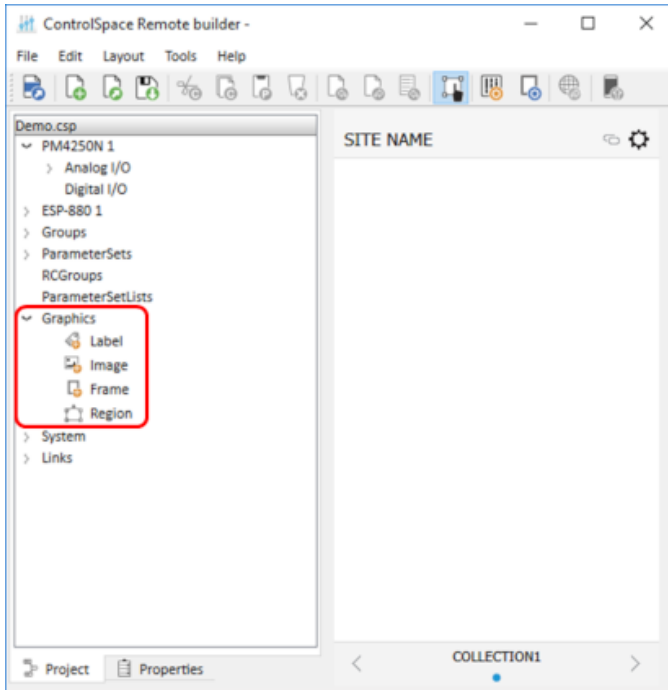 ControlSpace Remote builder -
File Edit Layout Tools Help
Demo.csp
PM4250N 1
Analog I/O
Digital I/O
ESP-880 1
Groups
ParameterSets
RCGroups
ParameterSetLists
Graphics
Label
Image
Frame
Region
System
Links
SITE NAME
COLLECTION1
Project Properties